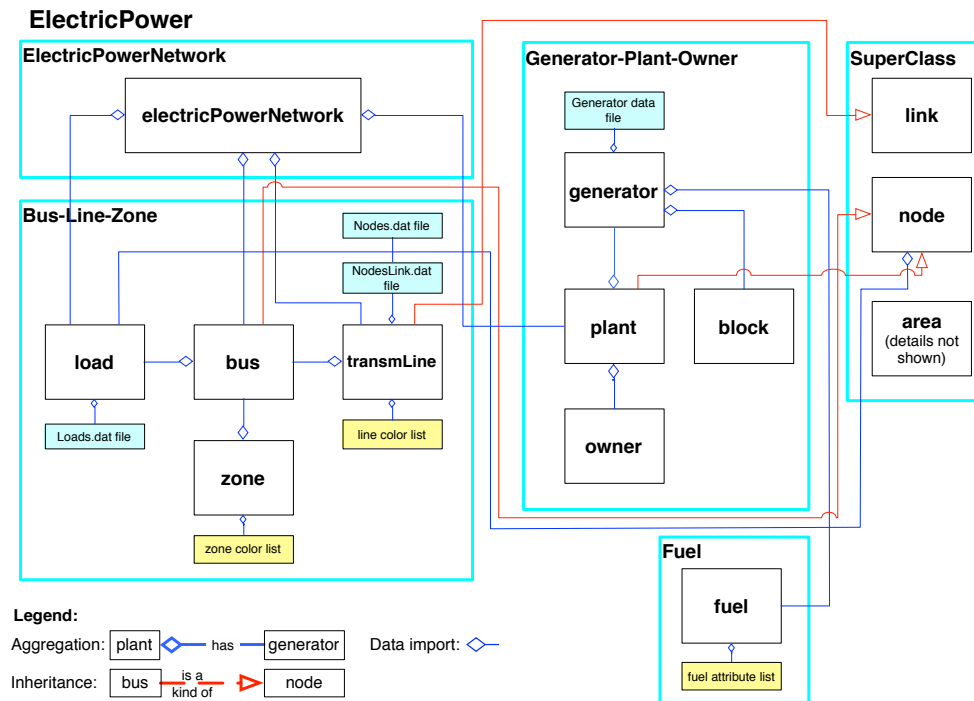 ElectricPower
ElectricPowerNetwork
electricPowerNetwork
Bus-Line-Zone
Nodes.dat file
NodesLink.dat
file
load
bus
transmLine
Loads.dat file
line color list
zone
zone color list
Generator-Plant-Owner
Generator data
file
generator
plant
block
owner
SuperClass
link
node
area
(details not
shown)
Fuel
fuel
fuel attribute list
Legend:
Aggregation: plant has generator Data import:
Inheritance: bus is a
kind of node